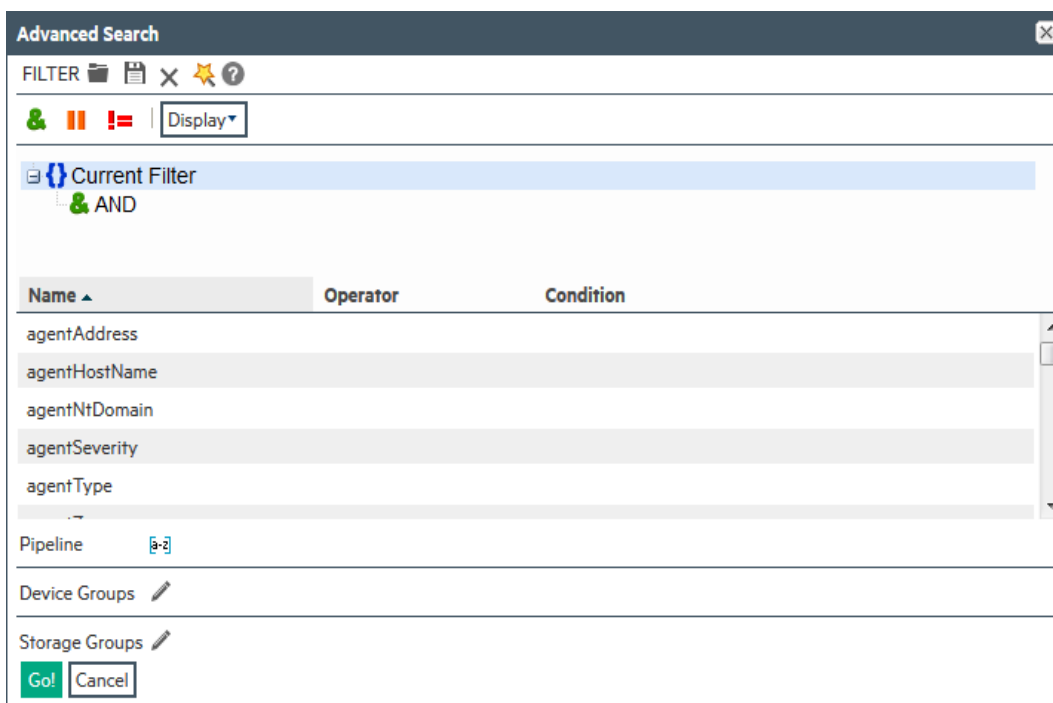 Advanced Search
FILTER ?
& != Display
{} Current Filter
& AND
Name Operator Condition
agentAddress
agentHostName
agentNtDomain
agentSeverity
agentType
Pipeline [a-z]
Device Groups
Storage Groups
Go! Cancel